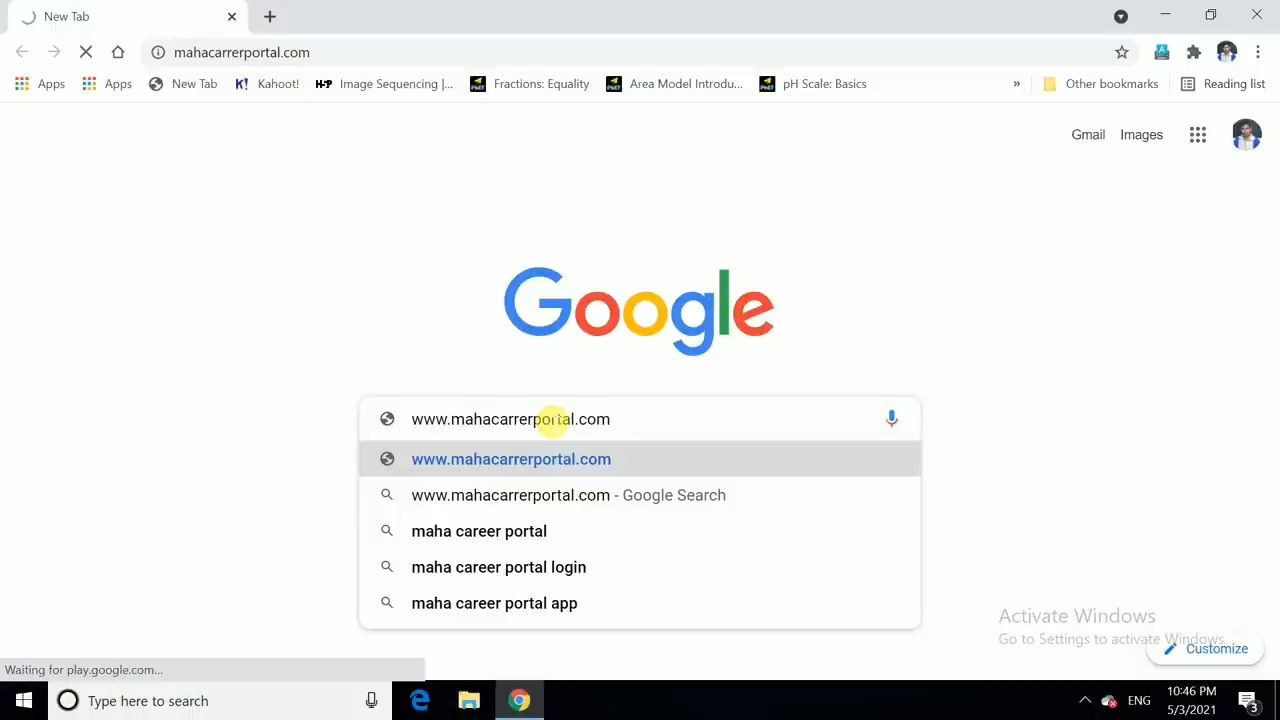 New Tab
mahacarrerportal.com
Apps
Apps
New Tab
K! Kahoot!
H-P Image Sequencing |...
Fractions: Equality
Area Model Introdu...
pH Scale: Basics
»
Other bookmarks
Reading list
Gmail
Images
Google
www.mahacarrerportal.com
www.mahacarrerportal.com
www.mahacarrerportal.com - Google Search
maha career portal
maha career portal login
maha career portal app
Activate Windows
Go to Settings to activate Windows.
Customize
Waiting for play.google.com...
Type here to search
ENG
10:46 PM
5/3/2021
3